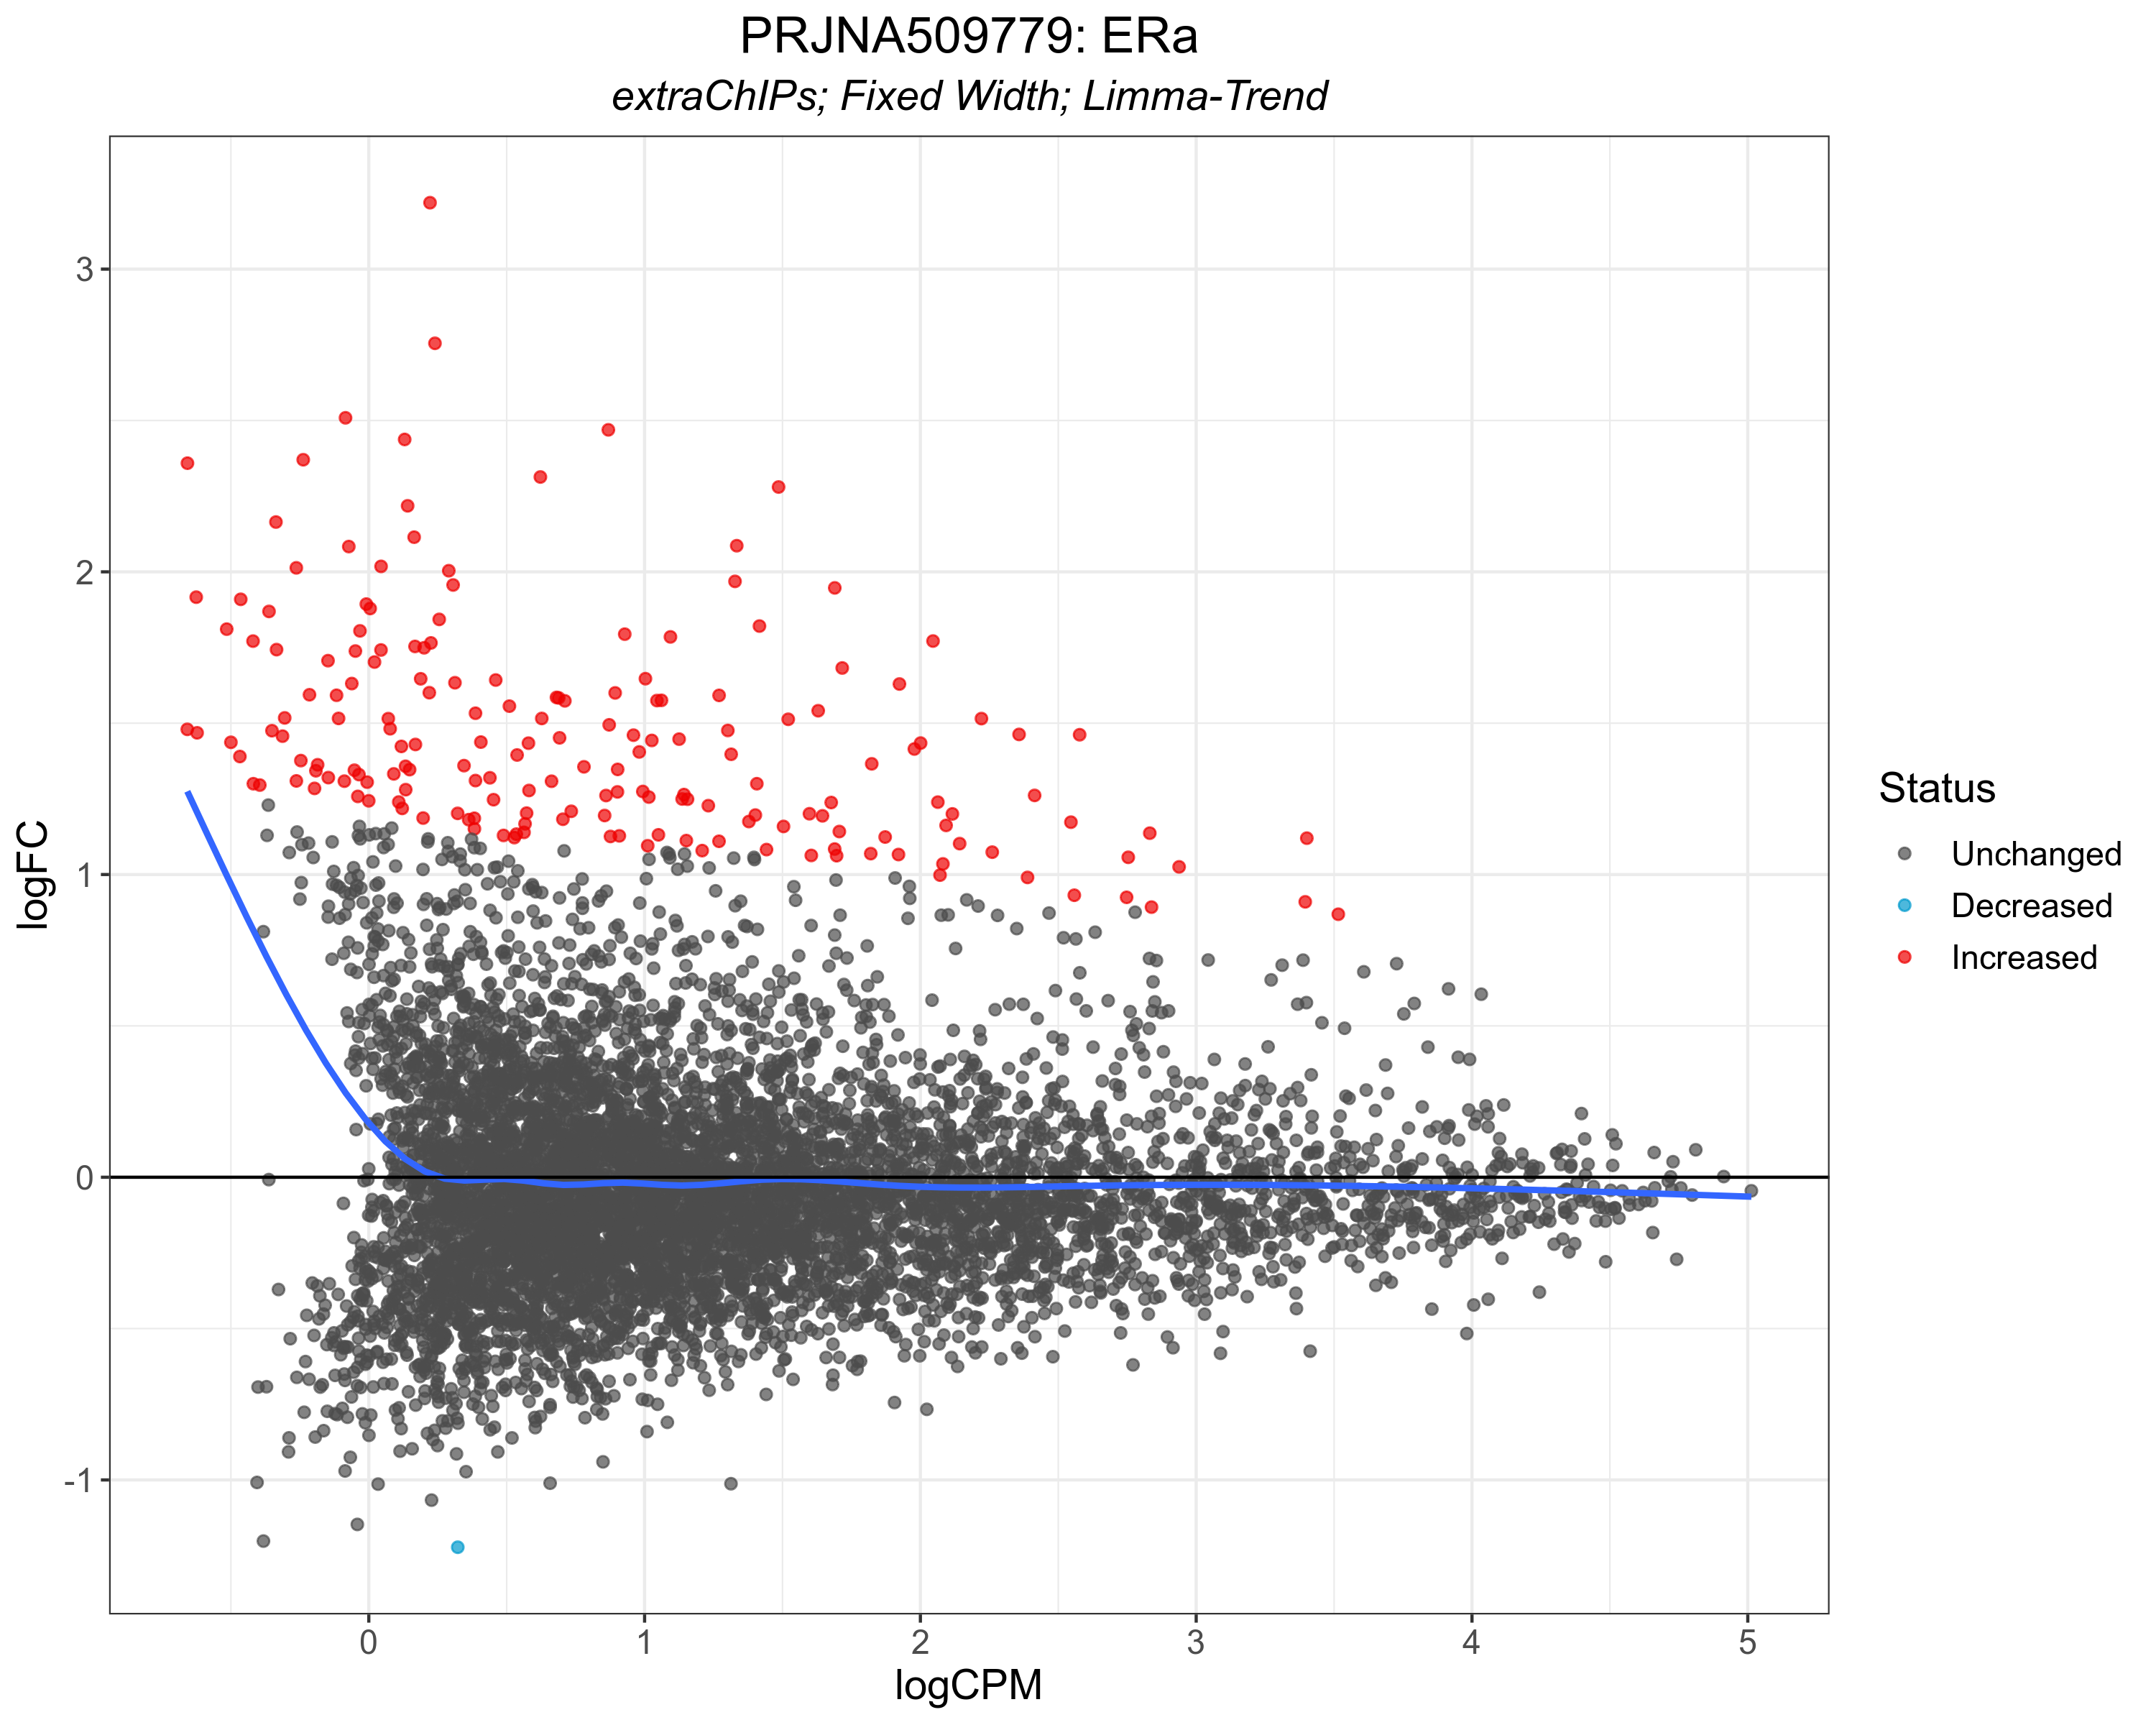 PRJNA509779: ERa
extraChIPs; Fixed Width; Limma-Trend
logFC
3
2
1
0
-1
0 1 2 3 4 5
logCPM
Status
Unchanged
Decreased
Increased